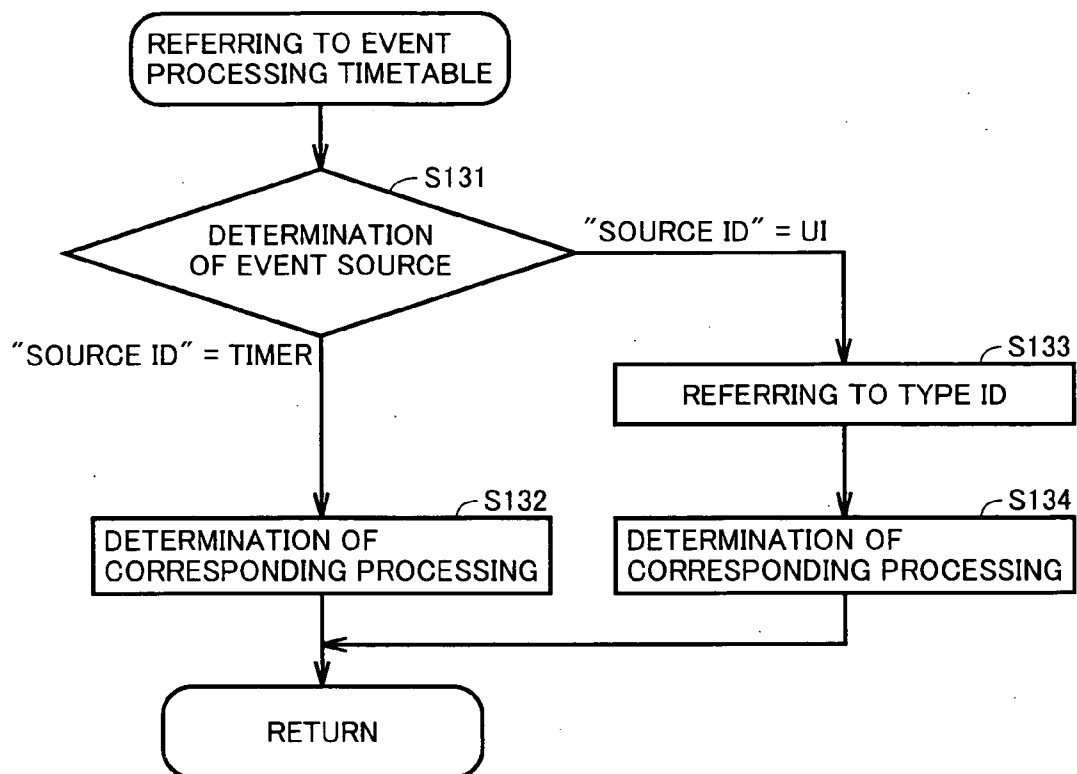 REFERRING TO EVENT
PROCESSING TIMETABLE
S131
DETERMINATION
OF EVENT SOURCE
"SOURCE ID" = UI
"SOURCE ID" = TIMER
S133
REFERRING TO TYPE ID
S132
DETERMINATION OF
CORRESPONDING PROCESSING
S134
DETERMINATION OF
CORRESPONDING PROCESSING
RETURN